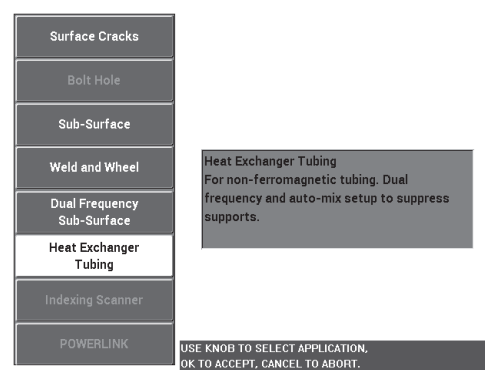 Surface Cracks
Bolt Hole
Sub-Surface
Weld and Wheel
Dual Frequency
Sub-Surface
Heat Exchanger
Tubing
Indexing Scanner
POWERLINK
Heat Exchanger Tubing
For non-ferromagnetic tubing. Dual
frequency and auto-mix setup to suppress
supports.
USE KNOB TO SELECT APPLICATION,
OK TO ACCEPT, CANCEL TO ABORT.